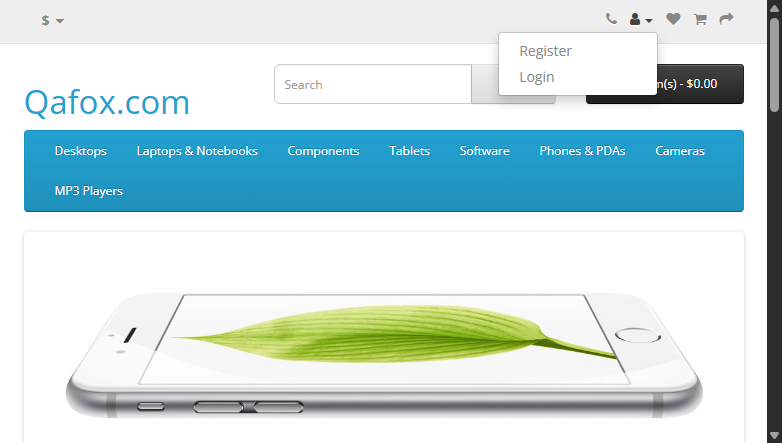 $
Register
Login
Search
m(s) - $0.00
Qafox.com
Desktops Laptops & Notebooks Components Tablets Software Phones & PDAs Cameras
MP3 Players